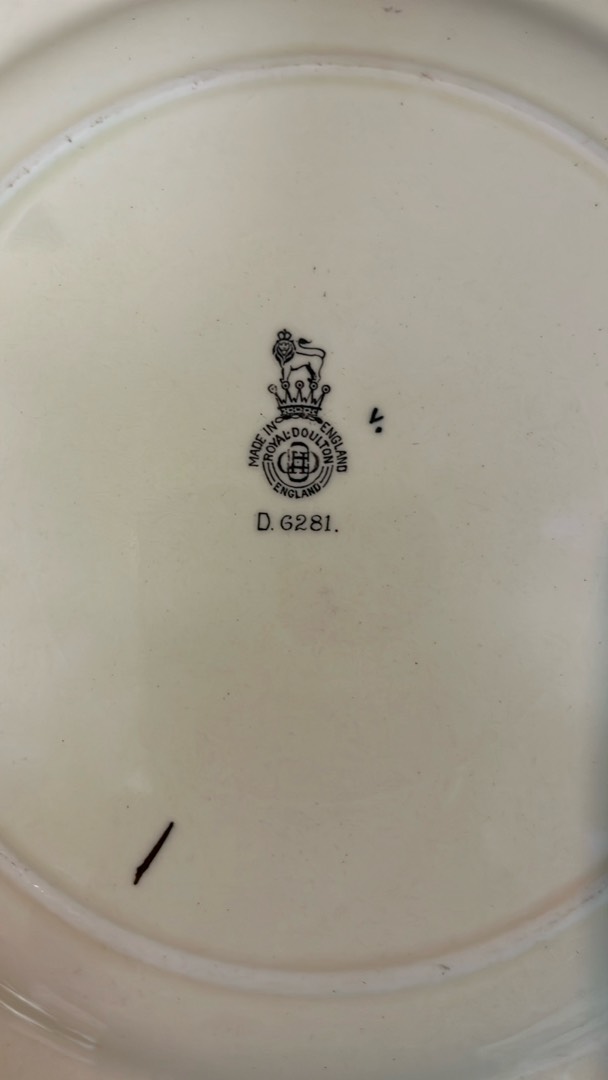 MADE IN ENGLAND
ROYAL·DOULTON
ENGLAND
D.6281.